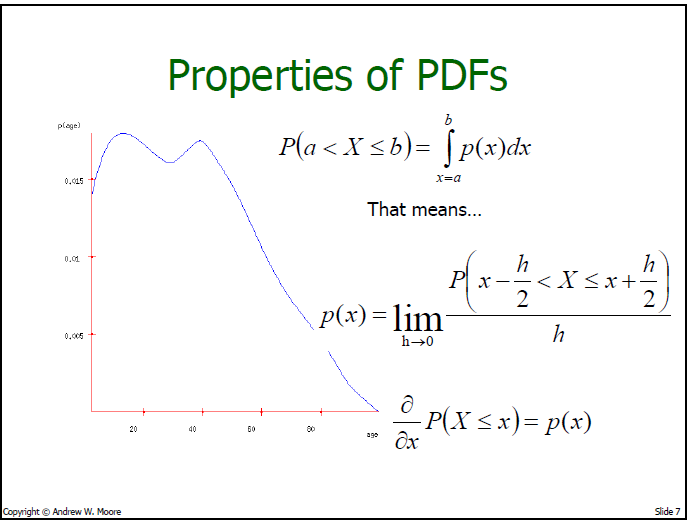 Properties of PDFs
p(age)
0.015
0.01
0.005
20 40 60 80 age
P(a < X ≤ b) = ∫_{x=a}^{b} p(x)dx
That means...
p(x) = lim_{h→0} P(x - h/2 < X ≤ x + h/2) / h
∂/∂x P(X ≤ x) = p(x)
Copyright © Andrew W. Moore
Slide 7